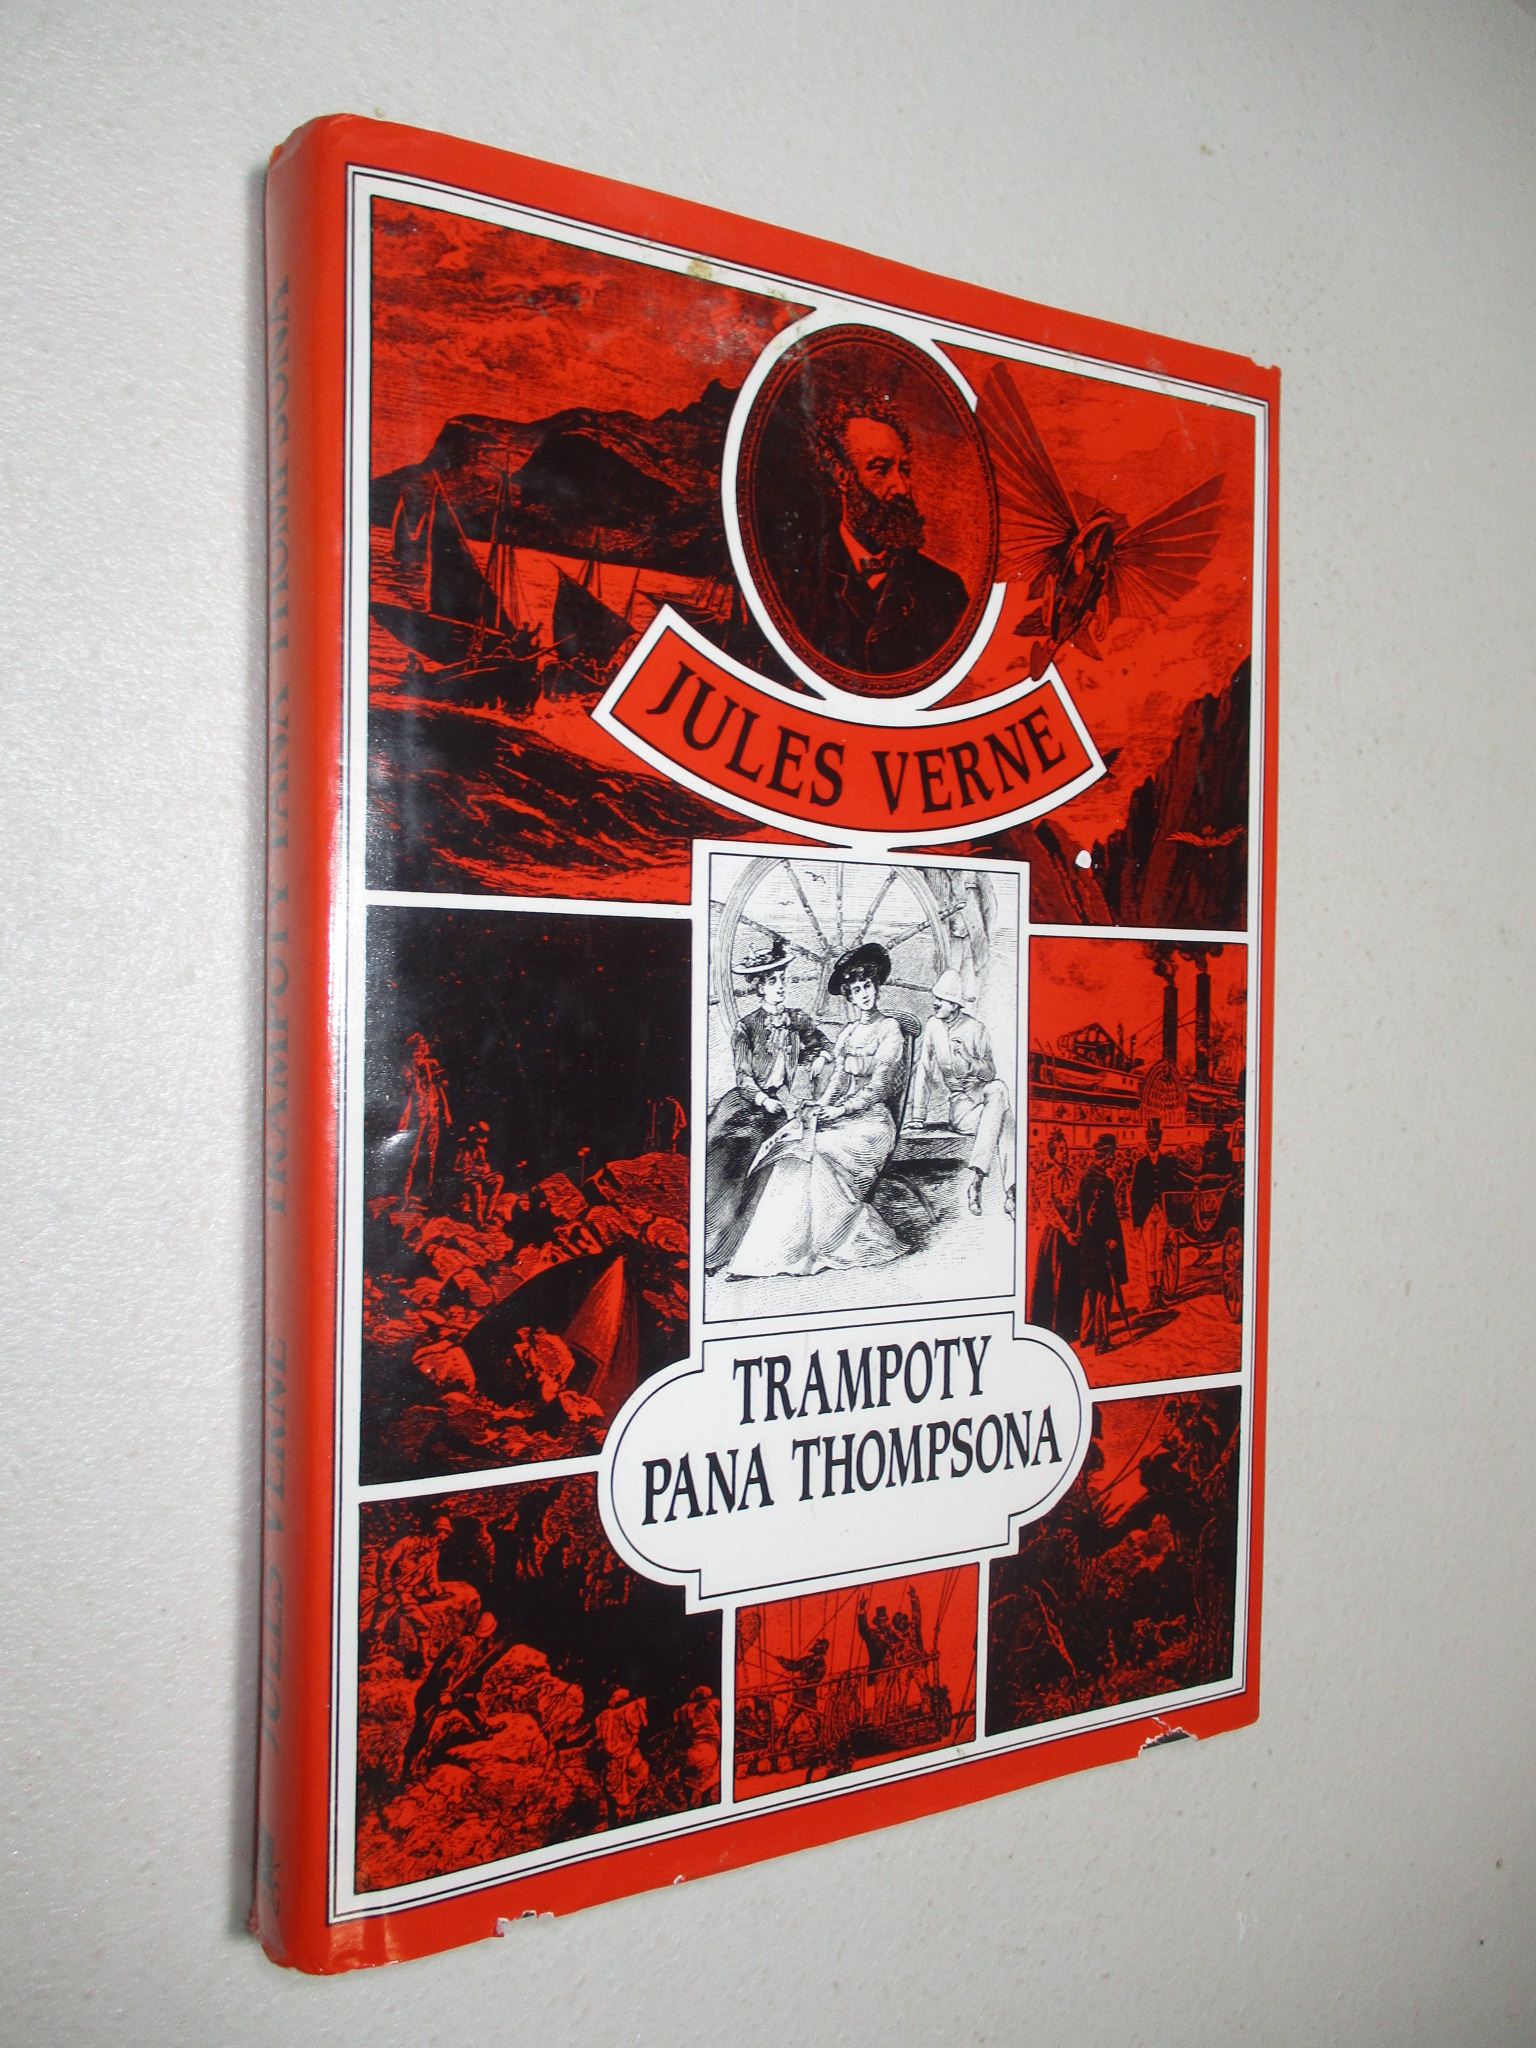 JULES VERNE
TRAMPOTY
PANA THOMPSONA
JULES VERNE TRAMPOTY PANA THOMPSONA